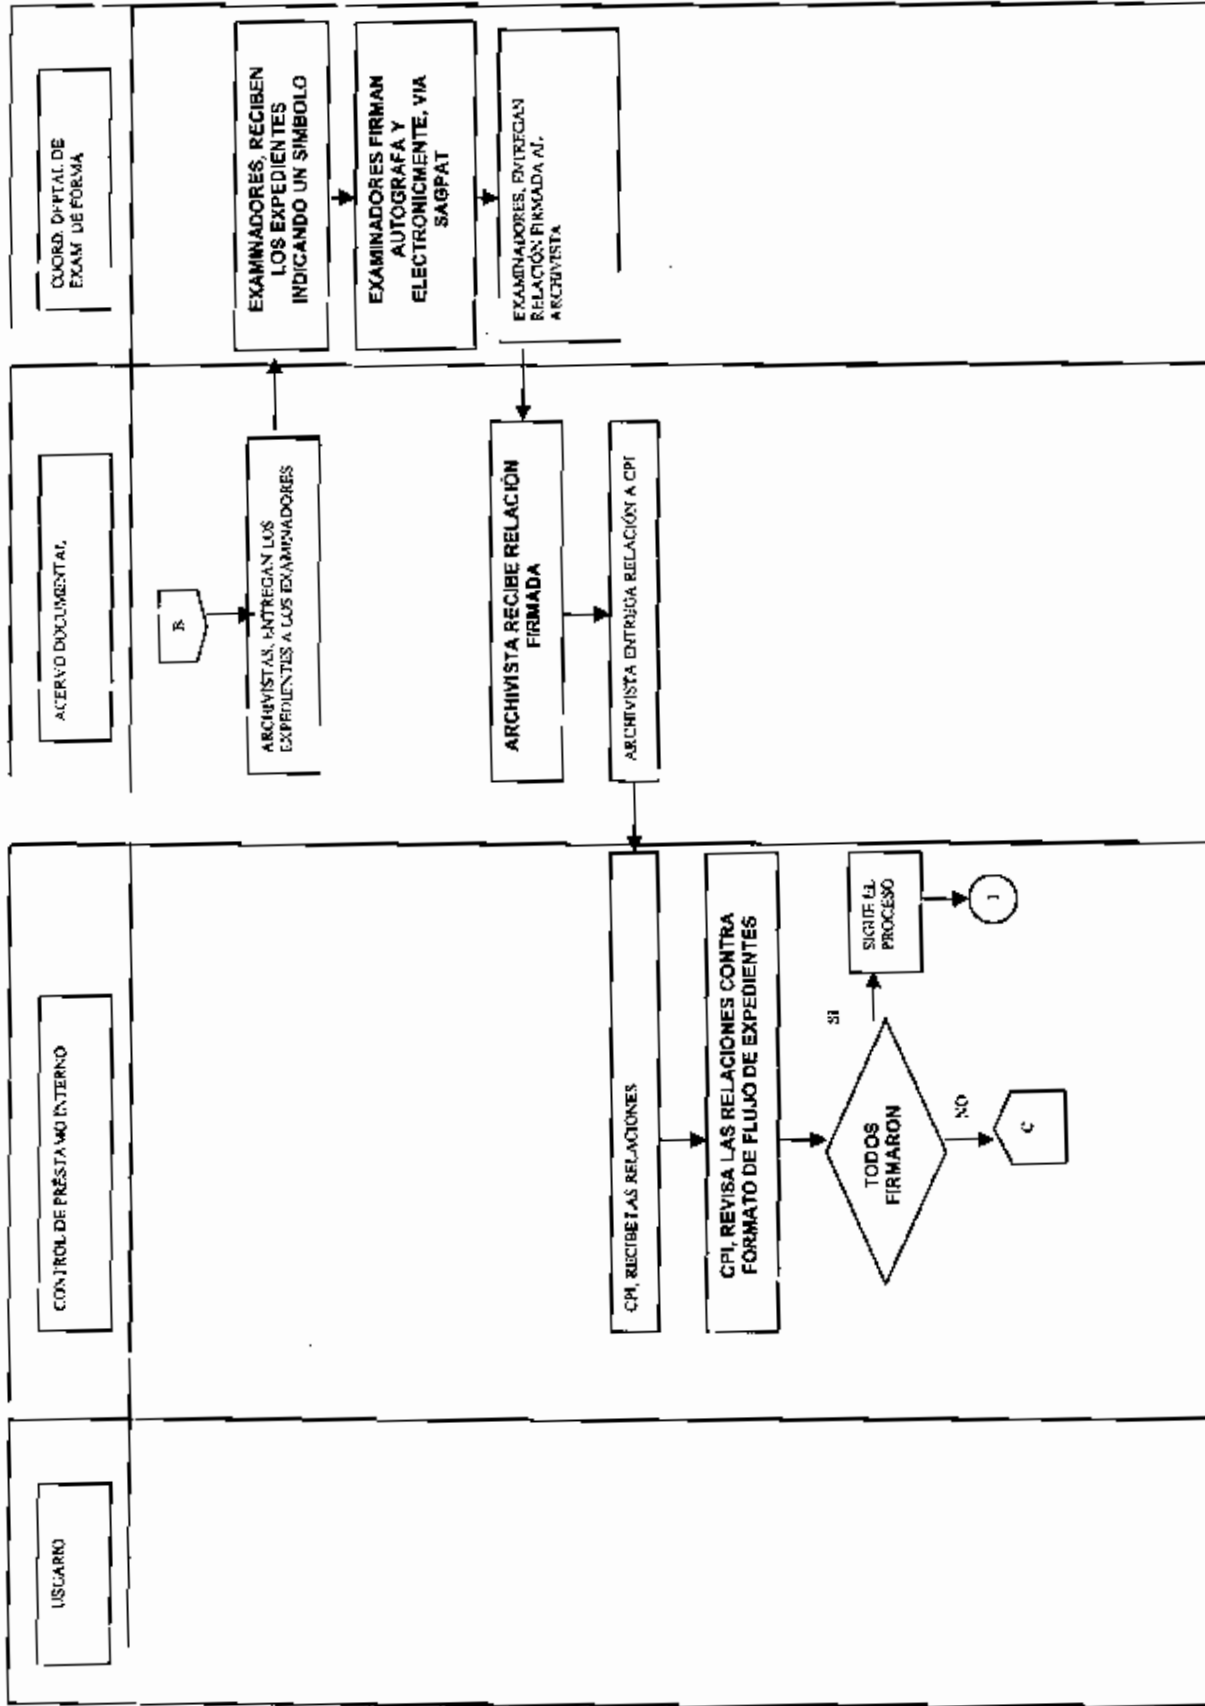 USUARIO
CONTROL DE PRÉSTAMO INTERNO
ACERVO DOCUMENTAL
COORD. DEPTAL DE
EXAM. DE FORMA
B
ARCHIVISTAS, ENTREGAN LOS
EXPEDIENTES A LOS EXAMINADORES
EXAMINADORES, RECIBEN
LOS EXPEDIENTES
INDICANDO UN SIMBOLO
EXAMINADORES FIRMAN
AUTOGRAFA Y
ELECTRONICMENTE, VIA
SAGPAT
EXAMINADORES, ENTREGAN
RELACIÓN FIRMADA AL
ARCHIVISTA
ARCHIVISTA RECIBE RELACIÓN
FIRMADA
ARCHIVISTA ENTREGA RELACIÓN A CPI
CPI, RECIBE LAS RELACIONES
CPI, REVISA LAS RELACIONES CONTRA
FORMATO DE FLUJO DE EXPEDIENTES
TODOS
FIRMARON
SI
SIGUE EL
PROCESO
1
NO
C